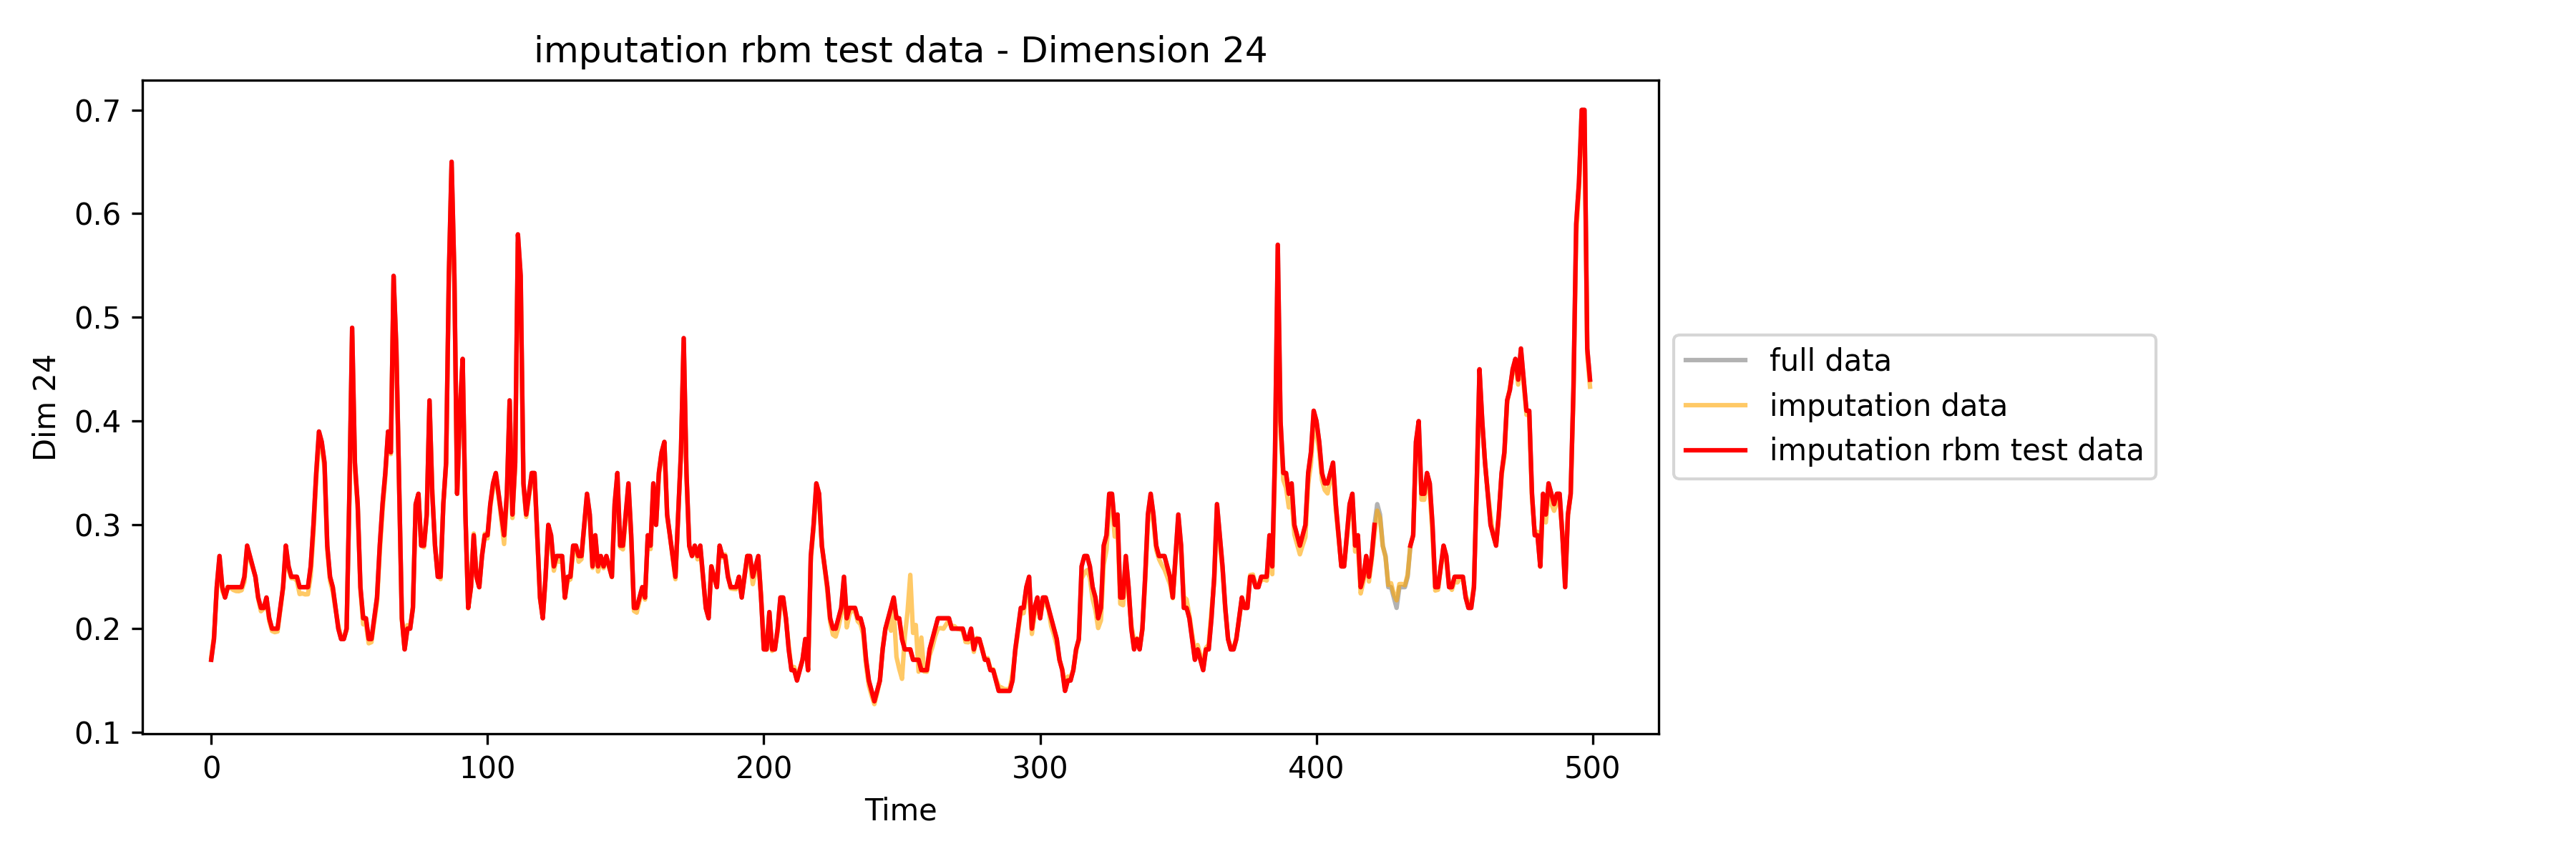 imputation rbm test data - Dimension 24
0.7
0.6
0.5
0.4
0.3
0.2
0.1
Dim 24
0 100 200 300 400 500
Time
full data
imputation data
imputation rbm test data